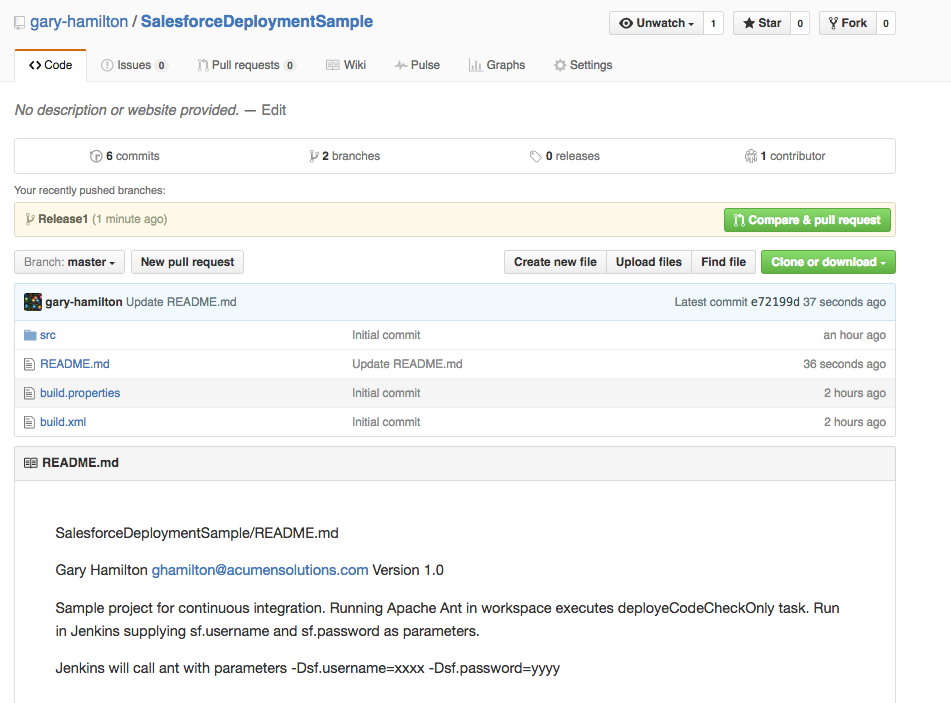 gary-hamilton / SalesforceDeploymentSample
Unwatch 1 Star 0 Fork 0
Code Issues 0 Pull requests 0 Wiki Pulse Graphs Settings
No description or website provided. — Edit
6 commits 2 branches 0 releases 1 contributor
Your recently pushed branches:
Release1 (1 minute ago) Compare & pull request
Branch: master New pull request Create new file Upload files Find file Clone or download
gary-hamilton Update README.md Latest commit e72199d 37 seconds ago
src Initial commit an hour ago
README.md Update README.md 36 seconds ago
build.properties Initial commit 2 hours ago
build.xml Initial commit 2 hours ago
README.md
SalesforceDeploymentSample/README.md
Gary Hamilton ghamilton@acumensolutions.com Version 1.0
Sample project for continuous integration. Running Apache Ant in workspace executes deployeCodeCheckOnly task. Run
in Jenkins supplying sf.username and sf.password as parameters.
Jenkins will call ant with parameters -Dsf.username=xxxx -Dsf.password=yyyy